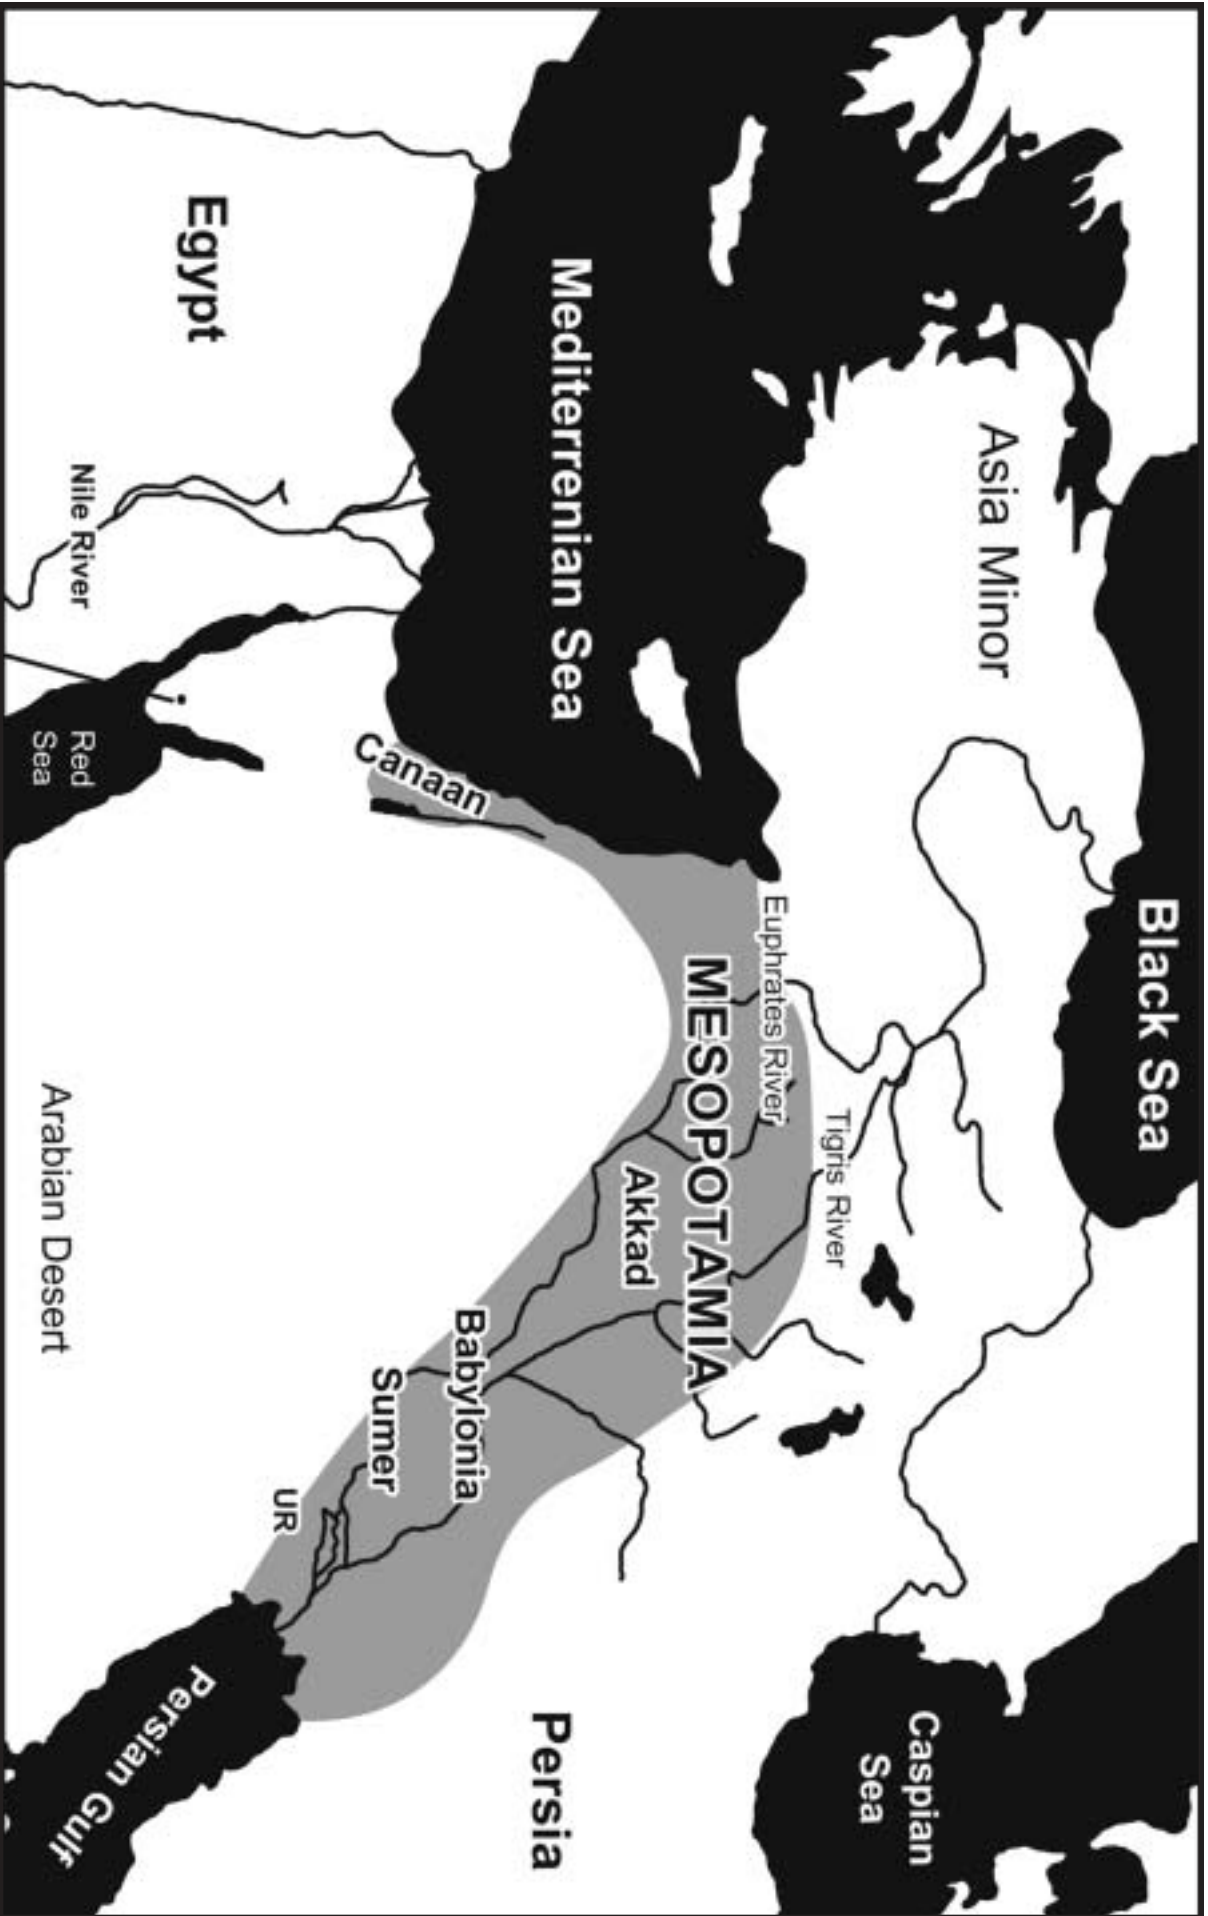 Black Sea
Caspian
Sea
Asia Minor
Tigris River
Euphrates River
MESOPOTAMIA
Akkad
Mediterrenian Sea
Persia
Canaan
Babylonia
Sumer
UR
Egypt
Persian Gulf
Nile River
Red
Sea
Arabian Desert